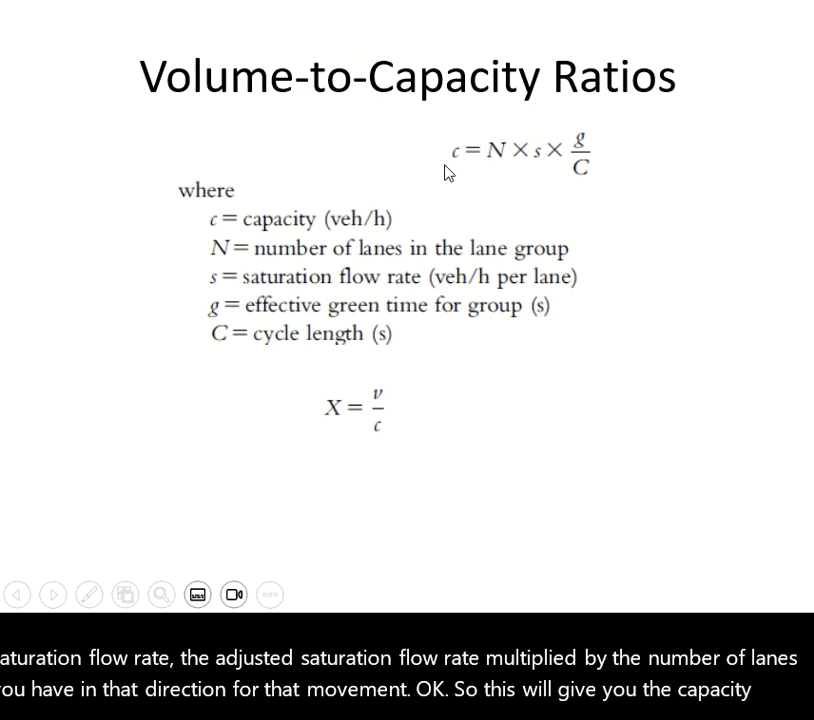 Volume-to-Capacity Ratios
c = N × s × g/C
where
c = capacity (veh/h)
N = number of lanes in the lane group
s = saturation flow rate (veh/h per lane)
g = effective green time for group (s)
C = cycle length (s)
X = v/c
aturation flow rate, the adjusted saturation flow rate multiplied by the number of lanes
ou have in that direction for that movement. OK. So this will give you the capacity